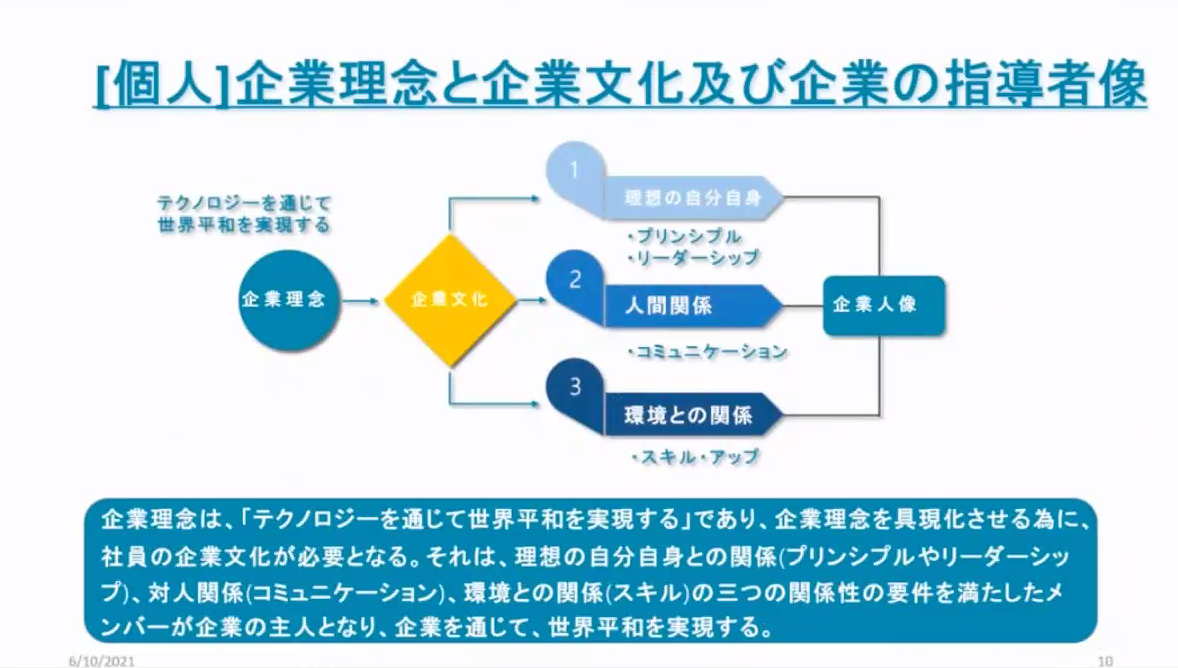 [個人]企業理念と企業文化及び企業の指導者像
テクノロジーを通じて
世界平和を実現する
企業理念
企業文化
1
理想の自分自身
・プリンシプル
・リーダーシップ
2
人間関係
・コミュニケーション
3
環境との関係
・スキル・アップ
企業人像
企業理念は、「テクノロジーを通じて世界平和を実現する」であり、企業理念を具現化させる為に、
社員の企業文化が必要となる。それは、理想の自分自身との関係(プリンシプルやリーダーシッ
プ)、対人関係(コミュニケーション)、環境との関係(スキル)の三つの関係性の要件を満たしたメ
ンバーが企業の主人となり、企業を通じて、世界平和を実現する。
6/10/2021
10